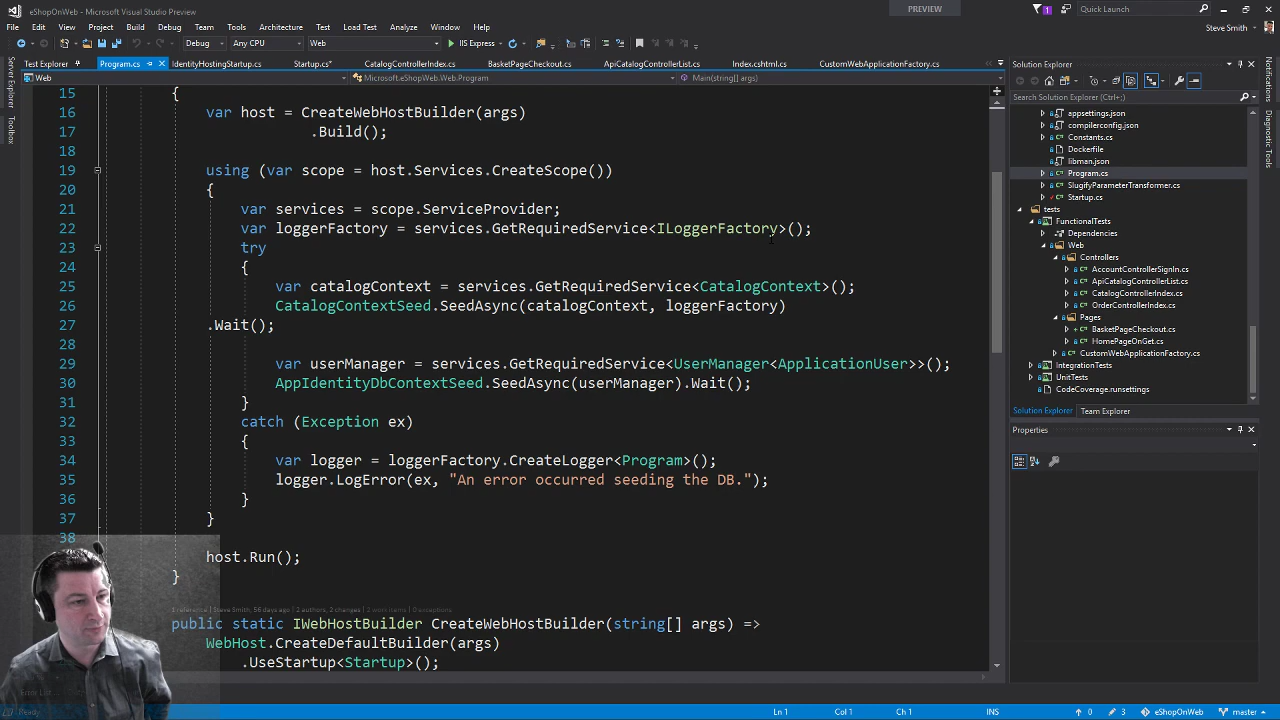 eShopOnWeb - Microsoft Visual Studio Preview
PREVIEW
1
Quick Launch
File Edit View Project Build Debug Team Tools Architecture Test Load Test Analyze Window Help
Steve Smith
Debug Any CPU Web IIS Express
Test Explorer Program.cs IdentityHostingStartup.cs Startup.cs* CatalogControllerIndex.cs BasketPageCheckout.cs ApiCatalogControllerList.cs Index.cshtml.cs CustomWebApplicationFactory.cs
Web Microsoft.eShopWeb.Web.Program Main(string[] args)
Server Explorer
Toolbox
15 {
16 var host = CreateWebHostBuilder(args)
17 .Build();
18
19 using (var scope = host.Services.CreateScope())
20 {
21 var services = scope.ServiceProvider;
22 var loggerFactory = services.GetRequiredService<ILoggerFactory>();
23 try
24 {
25 var catalogContext = services.GetRequiredService<CatalogContext>();
26 CatalogContextSeed.SeedAsync(catalogContext, loggerFactory)
27 .Wait();
28
29 var userManager = services.GetRequiredService<UserManager<ApplicationUser>>();
30 AppIdentityDbContextSeed.SeedAsync(userManager).Wait();
31 }
32 catch (Exception ex)
33 {
34 var logger = loggerFactory.CreateLogger<Program>();
35 logger.LogError(ex, "An error occurred seeding the DB.");
36 }
37 }
38
host.Run();
}
1 reference | Steve Smith, 56 days ago | 2 authors, 2 changes | 2 work items | 0 exceptions
public static IWebHostBuilder CreateWebHostBuilder(string[] args) =>
WebHost.CreateDefaultBuilder(args)
.UseStartup<Startup>();
Solution Explorer
Search Solution Explorer (Ctrl+;)
appsettings.json
compilerconfig.json
Constants.cs
Dockerfile
libman.json
Program.cs
SlugifyParameterTransformer.cs
Startup.cs
tests
FunctionalTests
Dependencies
Web
Controllers
AccountControllerSignIn.cs
ApiCatalogControllerList.cs
CatalogControllerIndex.cs
OrderControllerIndex.cs
Pages
BasketPageCheckout.cs
HomePageOnGet.cs
CustomWebApplicationFactory.cs
IntegrationTests
UnitTests
CodeCoverage.runsettings
Solution Explorer Team Explorer
Properties
Notifications
Diagnostic Tools
Error List ...
Ready
Ln 1 Col 1 Ch 1 INS 0 3 eShopOnWeb master